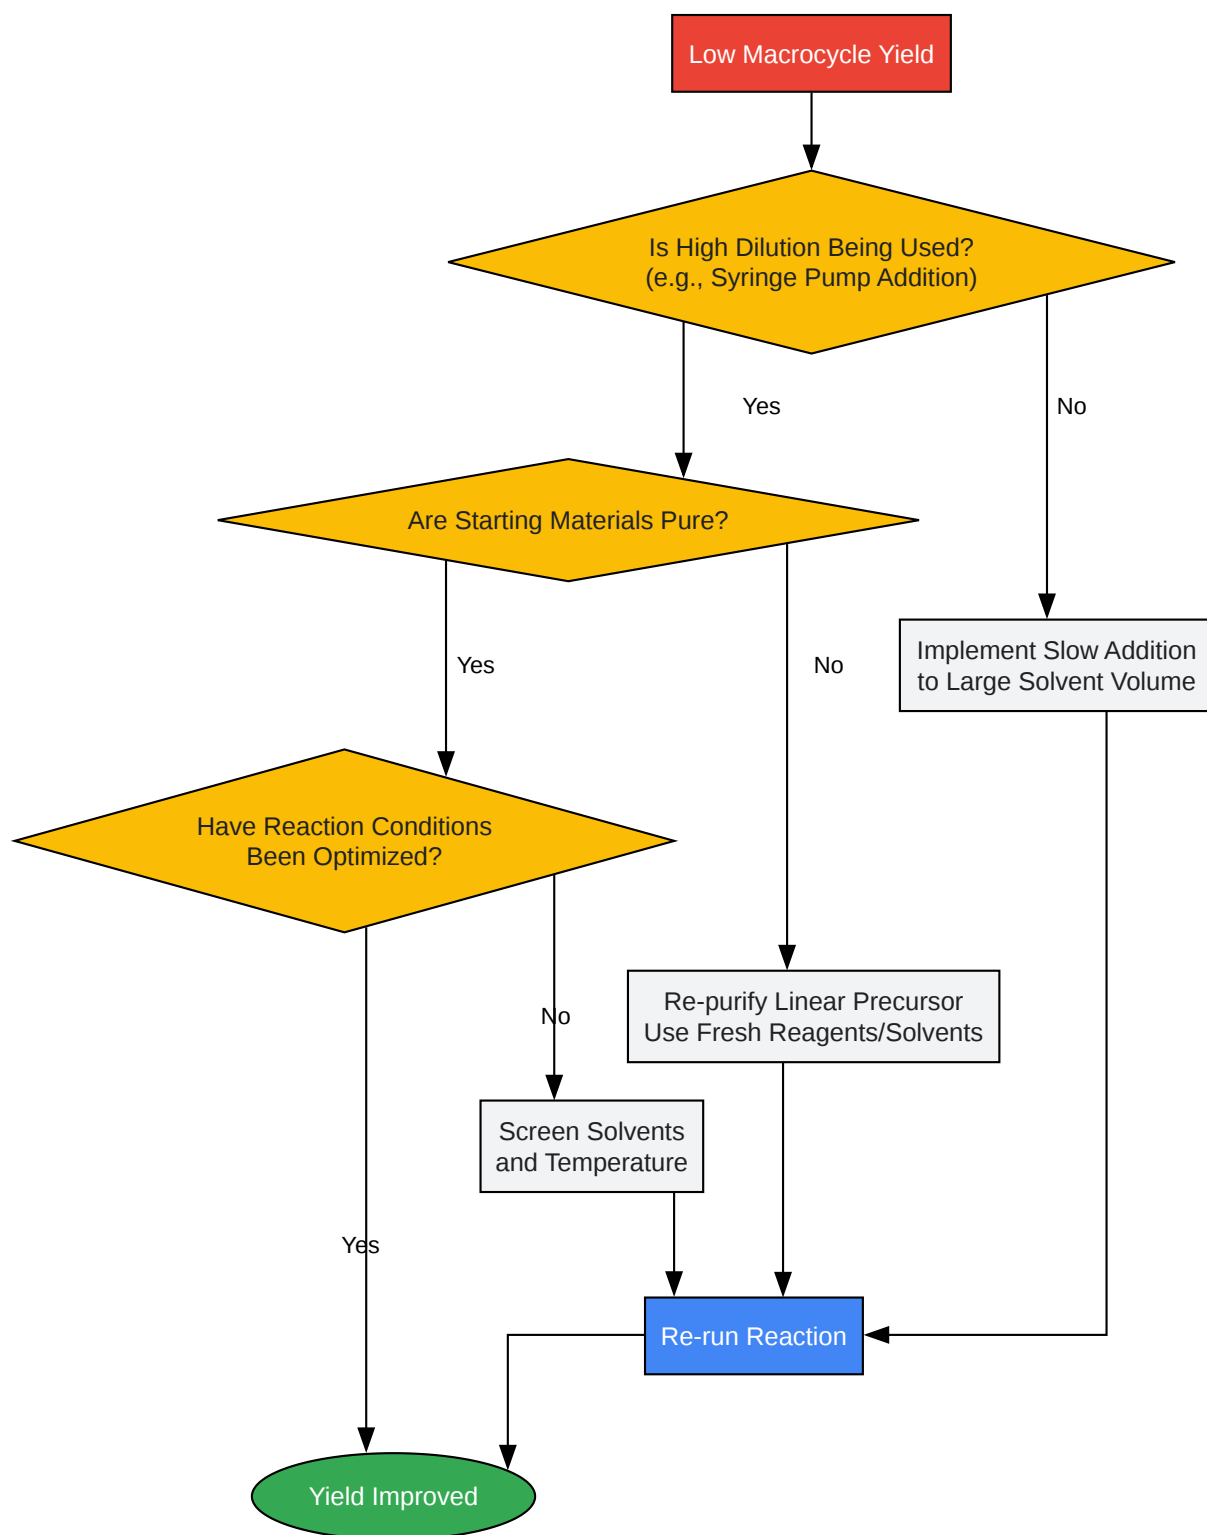 Low Macrocycle Yield
Is High Dilution Being Used?
(e.g., Syringe Pump Addition)
Yes
No
Are Starting Materials Pure?
Yes
No
Implement Slow Addition
to Large Solvent Volume
Have Reaction Conditions
Been Optimized?
No
Re-purify Linear Precursor
Use Fresh Reagents/Solvents
Screen Solvents
and Temperature
Yes
Re-run Reaction
Yield Improved